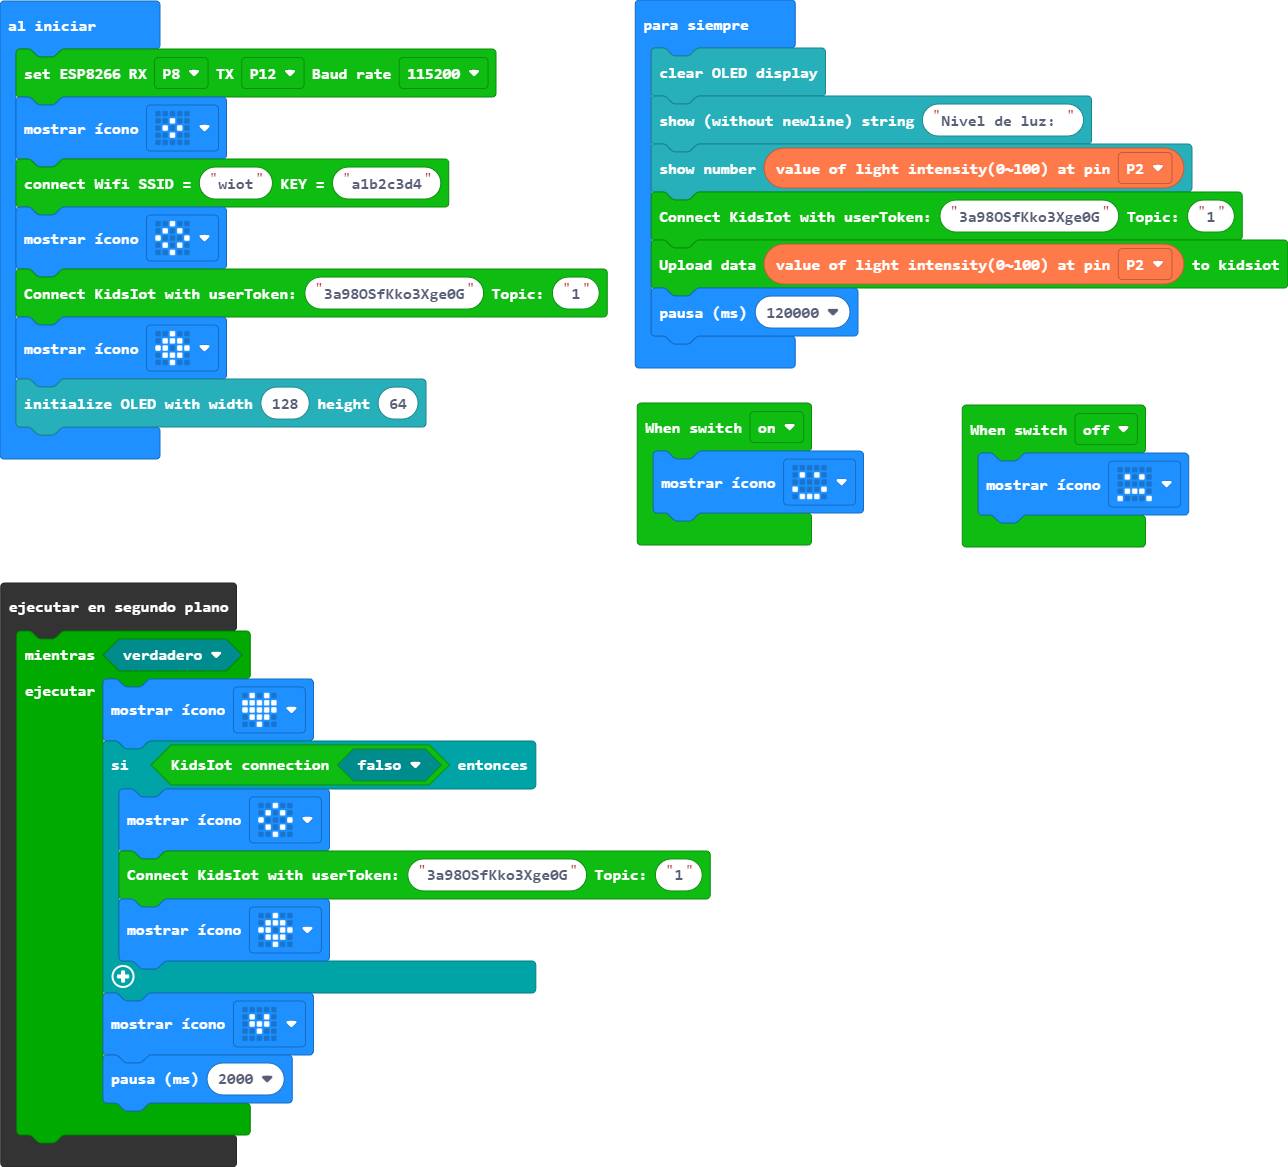 al iniciar
set ESP8266 RX P8 TX P12 Baud rate 115200
mostrar ícono
connect Wifi SSID = "wiot" KEY = "a1b2c3d4"
mostrar ícono
Connect KidsIot with userToken: "3a98OSfKko3Xge0G" Topic: "1"
mostrar ícono
initialize OLED with width 128 height 64
para siempre
clear OLED display
show (without newline) string "Nivel de luz: "
show number value of light intensity(0~100) at pin P2
Connect KidsIot with userToken: "3a98OSfKko3Xge0G" Topic: "1"
Upload data value of light intensity(0~100) at pin P2 to kidsiot
pausa (ms) 120000
When switch on
mostrar ícono
When switch off
mostrar ícono
ejecutar en segundo plano
mientras verdadero
ejecutar
mostrar ícono
si KidsIot connection falso entonces
mostrar ícono
Connect KidsIot with userToken: "3a98OSfKko3Xge0G" Topic: "1"
mostrar ícono
mostrar ícono
pausa (ms) 2000